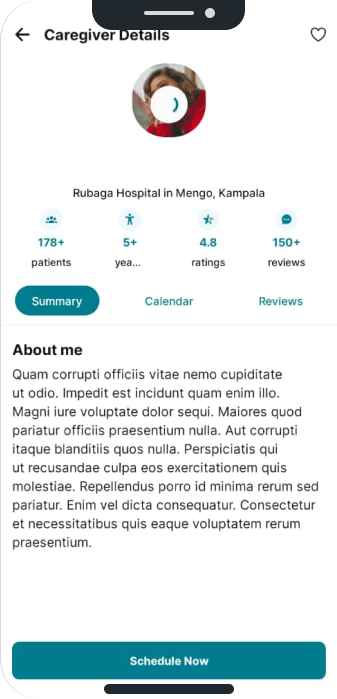 Caregiver Details
Rubaga Hospital in Mengo, Kampala
178+ 5+ 4.8 150+
patients yea... ratings reviews
Summary Calendar Reviews
About me
Quam corrupti officiis vitae nemo cupiditate
ut odio. Impedit est incidunt quam enim illo.
Magni iure voluptate dolor sequi. Maiores quod
pariatur officiis praesentium nulla. Aut corrupti
itaque blanditiis quos nulla. Perspiciatis qui
ut recusandae culpa eos exercitationem quis
molestiae. Repellendus porro id minima rerum sed
pariatur. Enim vel dicta consequatur. Consectetur
et necessitatibus quis eaque voluptatem rerum
praesentium.
Schedule Now